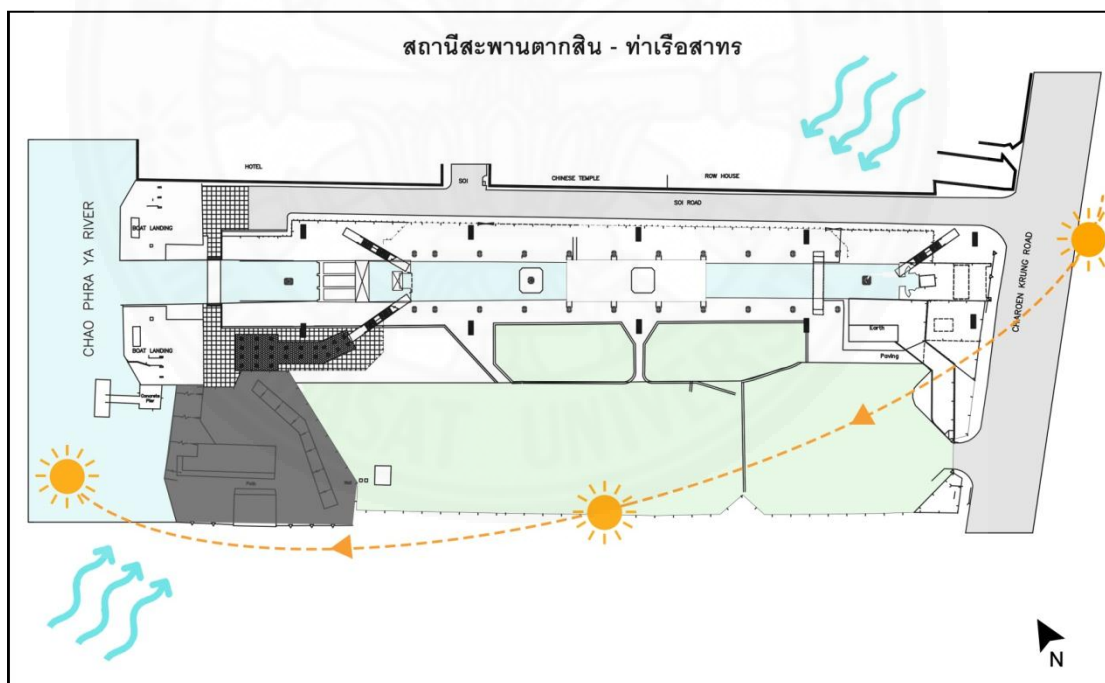 สถานีสะพานตากสิน - ท่าเรือสาทร
HOTEL
SOI
CHINESE TEMPLE
ROW HOUSE
SOI ROAD
CHAO PHRA YA RIVER
BOAT LANDING
CHAROEN KRUNG ROAD
Earth
Paving
BOAT LANDING
Concrete
Pier
N